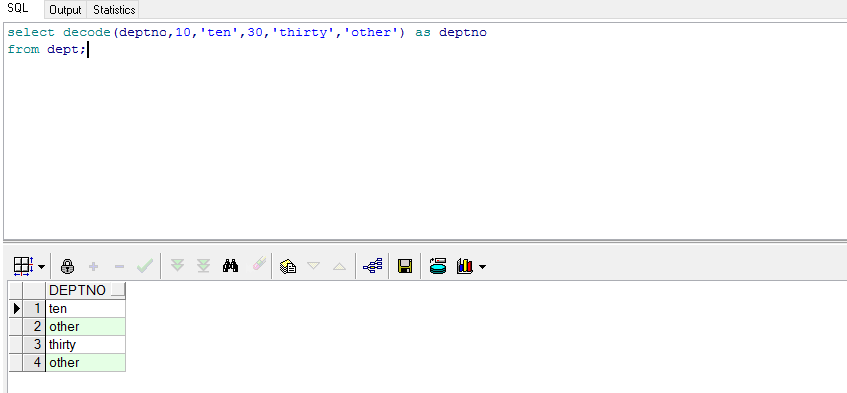 SQL Output Statistics
select decode(deptno,10,'ten',30,'thirty','other') as deptno
from dept;
DEPTNO
1 ten
2 other
3 thirty
4 other